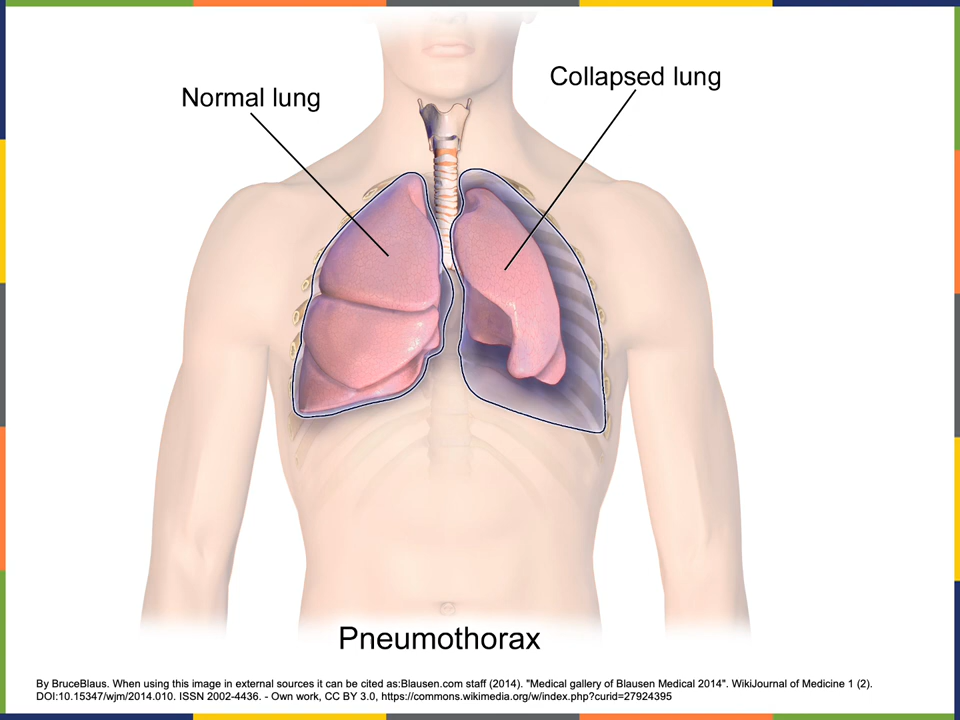 Normal lung
Collapsed lung
Pneumothorax
By BruceBlaus. When using this image in external sources it can be cited as:Blausen.com staff (2014). "Medical gallery of Blausen Medical 2014". WikiJournal of Medicine 1 (2).
DOI:10.15347/wjm/2014.010. ISSN 2002-4436. - Own work, CC BY 3.0, https://commons.wikimedia.org/w/index.php?curid=27924395